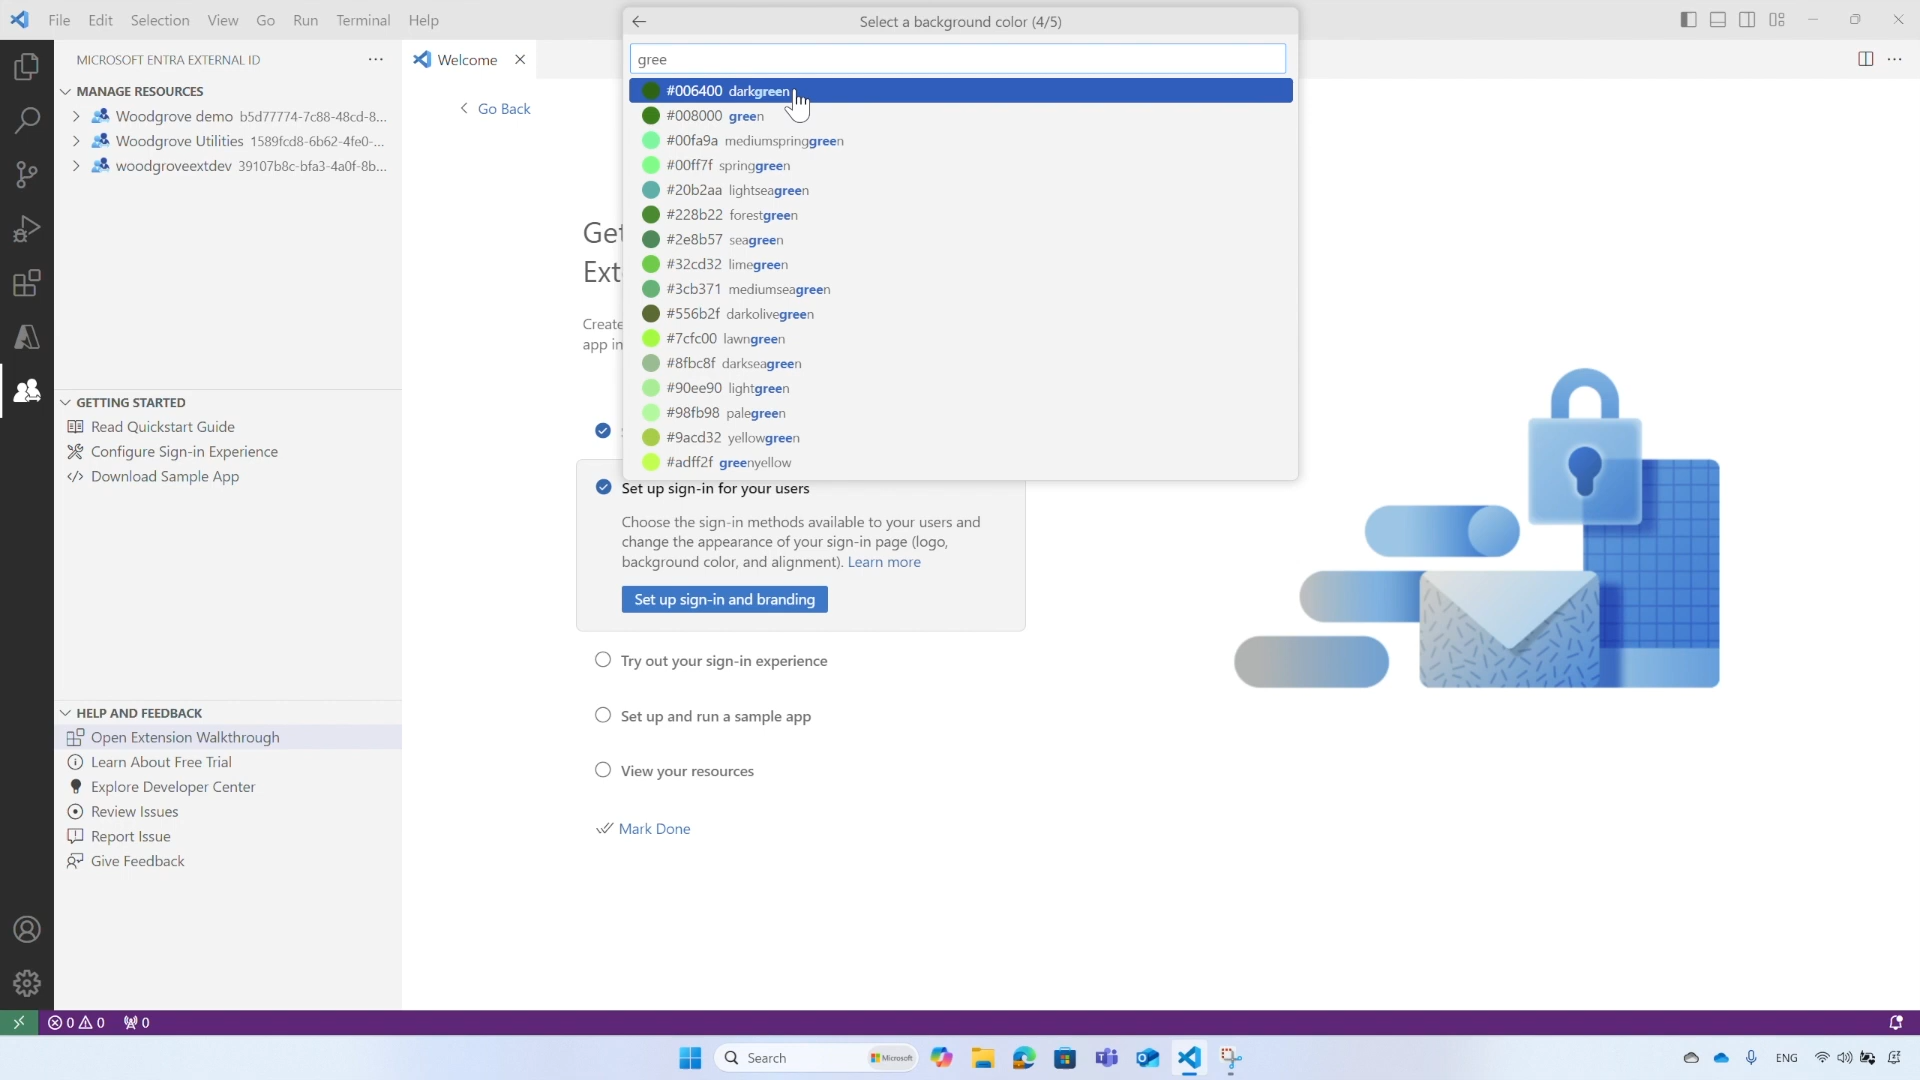 File Edit Selection View Go Run Terminal Help
Select a background color (4/5)
MICROSOFT ENTRA EXTERNAL ID
Welcome
gree
MANAGE RESOURCES
Woodgrove demo b5d77774-7c88-48cd-8...
Woodgrove Utilities 1589fcd8-6b62-4fe0-...
woodgroveextdev 39107b8c-bfa3-4a0f-8b...
Go Back
#006400 darkgreen
#008000 green
#00fa9a mediumspringgreen
#00ff7f springgreen
#20b2aa lightseagreen
#228b22 forestgreen
#2e8b57 seagreen
#32cd32 limegreen
#3cb371 mediumseagreen
#556b2f darkolivegreen
#7cfc00 lawngreen
#8fbc8f darkseagreen
#90ee90 lightgreen
#98fb98 palegreen
#9acd32 yellowgreen
#adff2f greenyellow
Get
Ext
Create
app in
GETTING STARTED
Read Quickstart Guide
Configure Sign-in Experience
Download Sample App
Set up sign-in for your users
Choose the sign-in methods available to your users and
change the appearance of your sign-in page (logo,
background color, and alignment). Learn more
Set up sign-in and branding
Try out your sign-in experience
Set up and run a sample app
View your resources
Mark Done
HELP AND FEEDBACK
Open Extension Walkthrough
Learn About Free Trial
Explore Developer Center
Review Issues
Report Issue
Give Feedback
0 0 0
Search
Microsoft
ENG